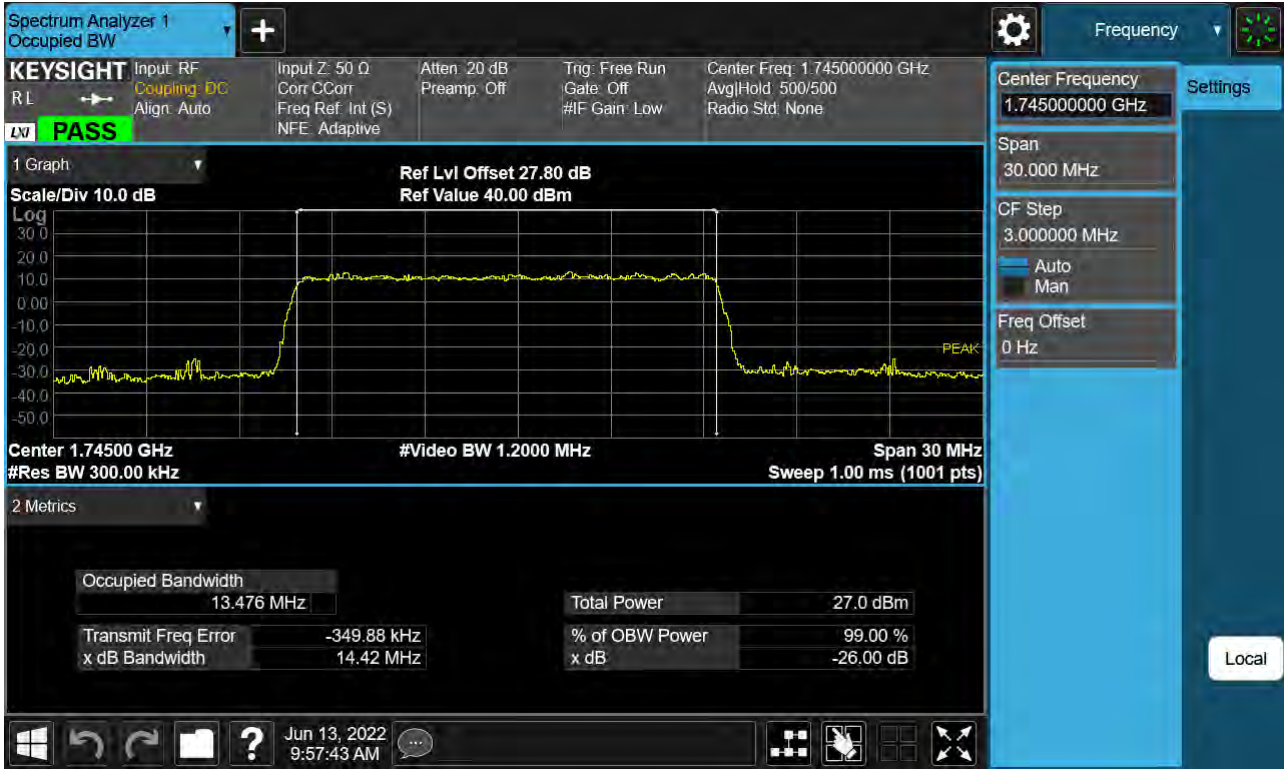 Spectrum Analyzer 1
Occupied BW
+
Frequency
KEYSIGHT
RL
LXI
PASS
Input: RF
Coupling: DC
Align: Auto
Input Z: 50 Ω
Corr CCorr
Freq Ref: Int (S)
NFE: Adaptive
Atten: 20 dB
Preamp: Off
Trig: Free Run
Gate: Off
#IF Gain: Low
Center Freq: 1.745000000 GHz
Avg|Hold: 500/500
Radio Std: None
1 Graph
Scale/Div 10.0 dB
Ref Lvl Offset 27.80 dB
Ref Value 40.00 dBm
Log
30.0
20.0
10.0
0.00
-10.0
-20.0
-30.0
-40.0
-50.0
PEAK
Center 1.74500 GHz
#Video BW 1.2000 MHz
Span 30 MHz
#Res BW 300.00 kHz
Sweep 1.00 ms (1001 pts)
2 Metrics
Occupied Bandwidth
13.476 MHz
Total Power 27.0 dBm
Transmit Freq Error -349.88 kHz
% of OBW Power 99.00 %
x dB Bandwidth 14.42 MHz
x dB -26.00 dB
Center Frequency
1.745000000 GHz
Settings
Span
30.000 MHz
CF Step
3.000000 MHz
Auto
Man
Freq Offset
0 Hz
Local
?
Jun 13, 2022
9:57:43 AM